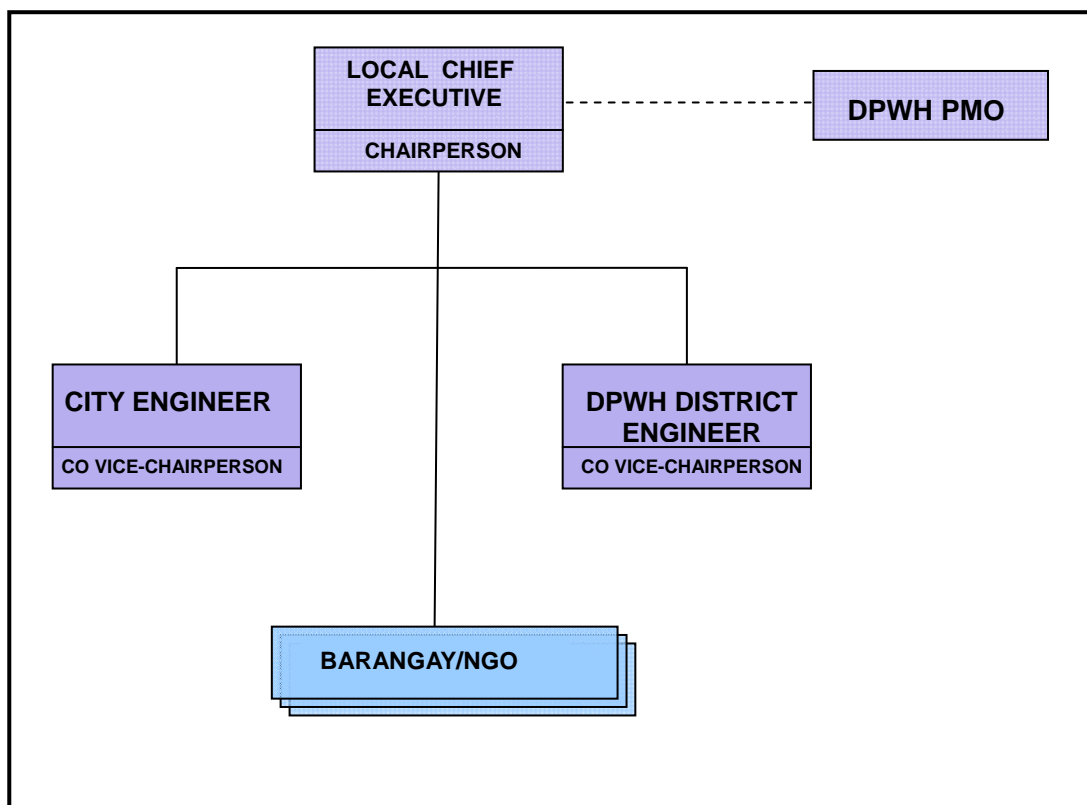 LOCAL CHIEF
EXECUTIVE
CHAIRPERSON
DPWH PMO
CITY ENGINEER
CO VICE-CHAIRPERSON
DPWH DISTRICT
ENGINEER
CO VICE-CHAIRPERSON
BARANGAY/NGO